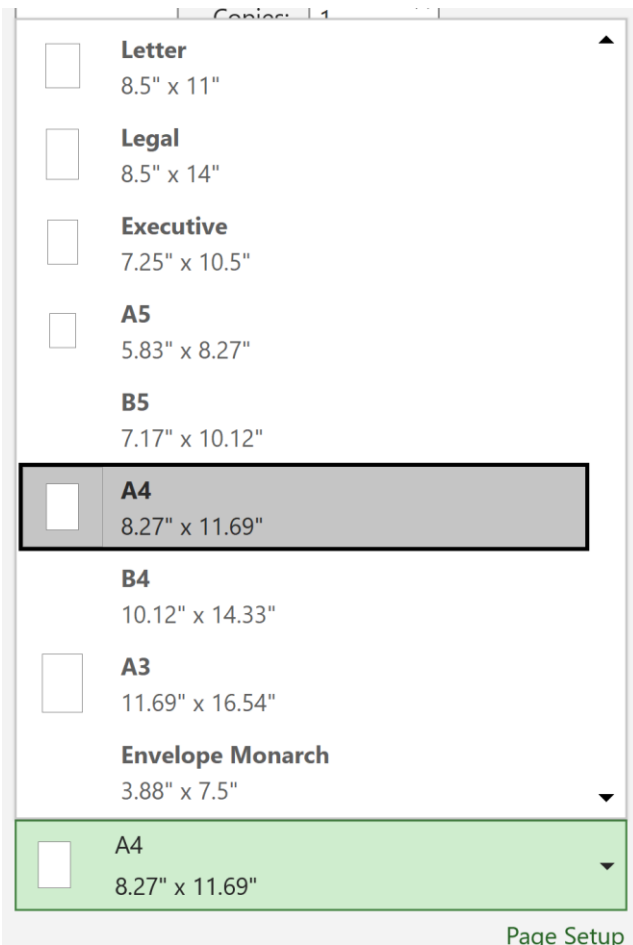 Copies: 1
Letter
8.5" x 11"
Legal
8.5" x 14"
Executive
7.25" x 10.5"
A5
5.83" x 8.27"
B5
7.17" x 10.12"
A4
8.27" x 11.69"
B4
10.12" x 14.33"
A3
11.69" x 16.54"
Envelope Monarch
3.88" x 7.5"
A4
8.27" x 11.69"
Page Setup